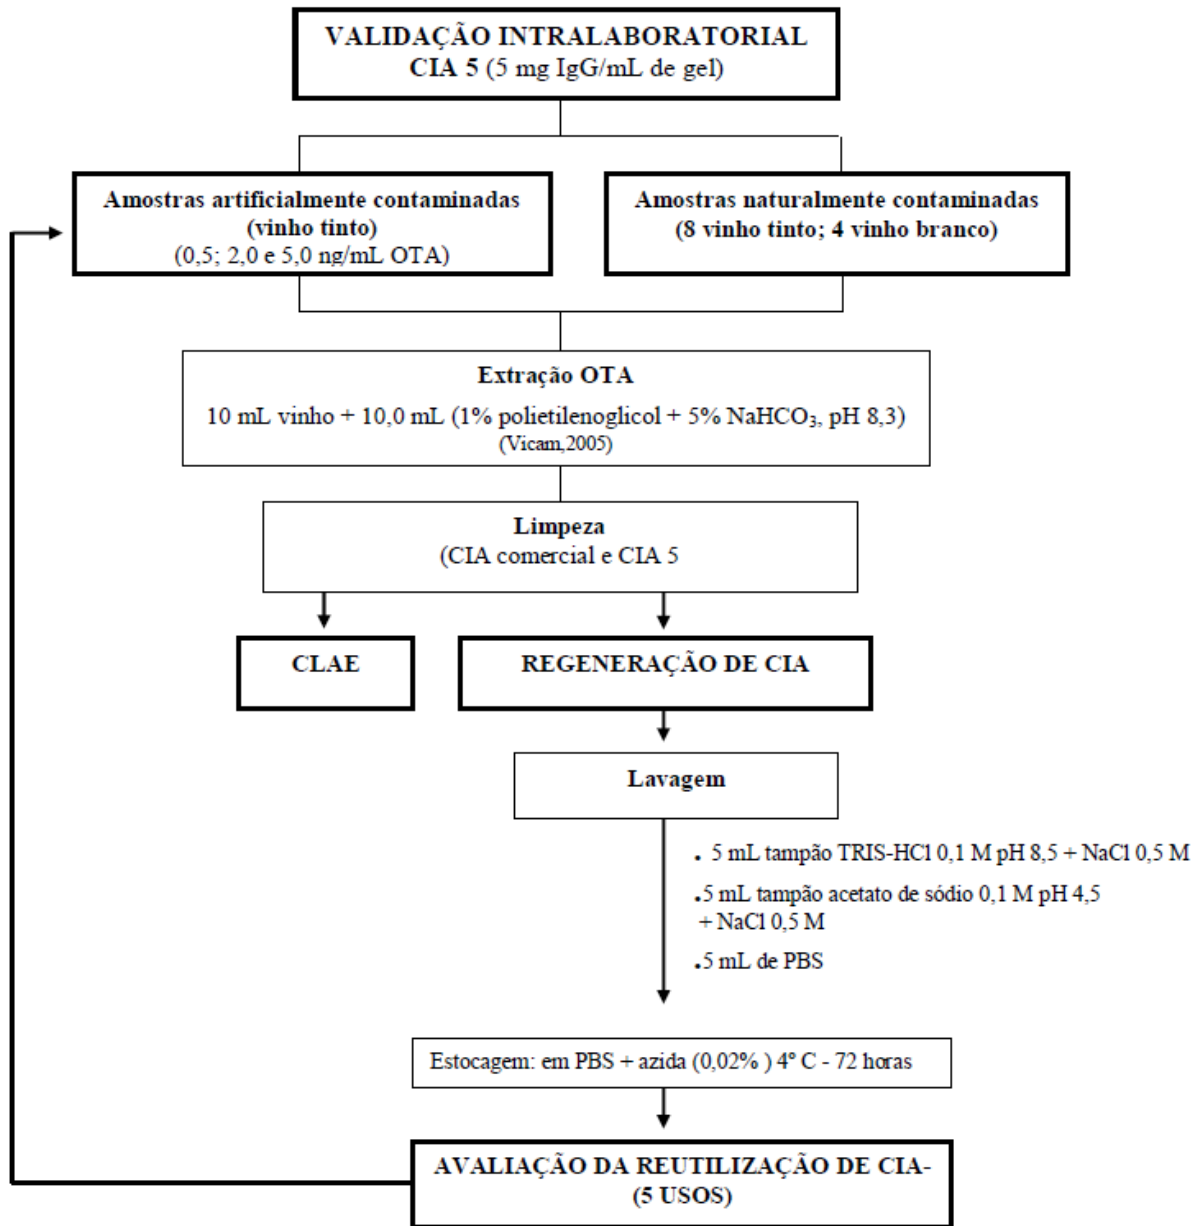 VALIDAÇÃO INTRALABORATORIAL
CIA 5 (5 mg IgG/mL de gel)
Amostras artificialmente contaminadas
(vinho tinto)
(0,5; 2,0 e 5,0 ng/mL OTA)
Amostras naturalmente contaminadas
(8 vinho tinto; 4 vinho branco)
Extração OTA
10 mL vinho + 10,0 mL (1% polietilenoglicol + 5% NaHCO₃, pH 8,3)
(Vicam,2005)
Limpeza
(CIA comercial e CIA 5
CLAE
REGENERAÇÃO DE CIA
Lavagem
. 5 mL tampão TRIS-HCl 0,1 M pH 8,5 + NaCl 0,5 M
.5 mL tampão acetato de sódio 0,1 M pH 4,5
+ NaCl 0,5 M
.5 mL de PBS
Estocagem: em PBS + azida (0,02% ) 4º C - 72 horas
AVALIAÇÃO DA REUTILIZAÇÃO DE CIA-
(5 USOS)